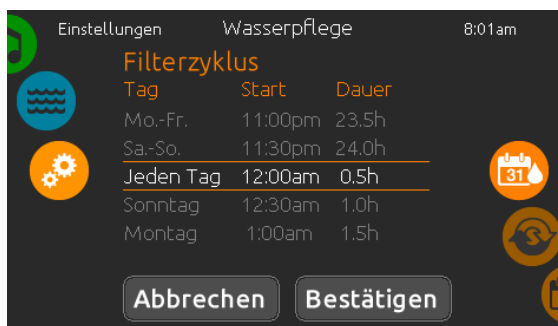 Einstellungen Wasserpflege 8:01am
Filterzyklus
Tag Start Dauer
Mo.-Fr. 11:00pm 23.5h
Sa.-So. 11:30pm 24.0h
Jeden Tag 12:00am 0.5h
31
Sonntag 12:30am 1.0h
Montag 1:00am 1.5h
Abbrechen Bestätigen